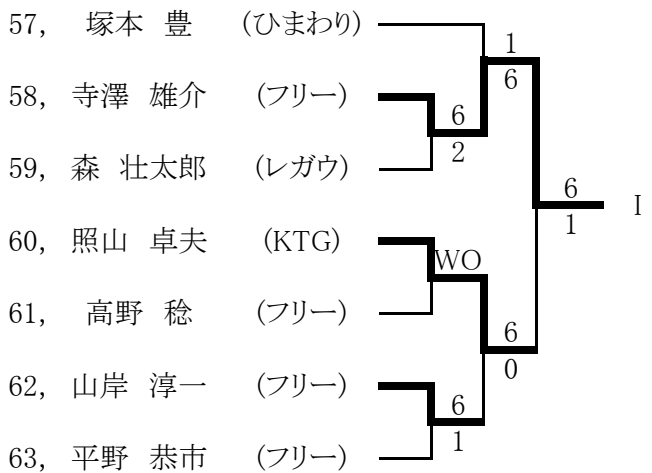 57, 塚本 豊 (ひまわり)
1
58, 寺澤 雄介 (フリー)
6
6
59, 森 壮太郎 (レガウ)
2
6
I
60, 照山 卓夫 (KTG)
1
WO
61, 高野 稔 (フリー)
6
62, 山岸 淳一 (フリー)
0
6
63, 平野 恭市 (フリー)
1